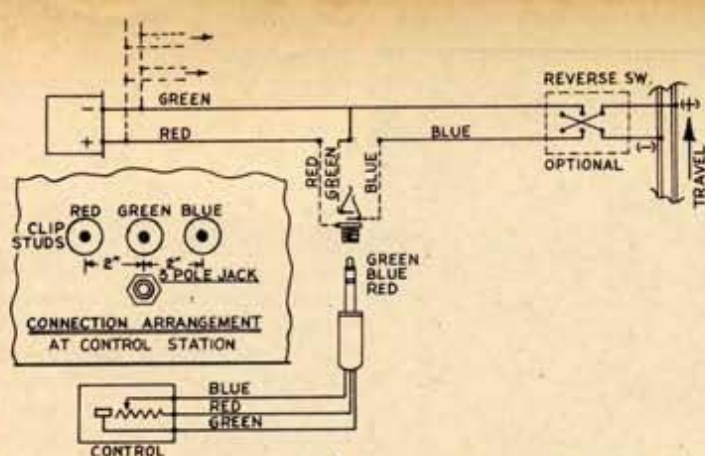 GREEN
RED
BLUE
REVERSE SW.
OPTIONAL
(+)
(-)
TRAVEL
-
+
RED
GREEN
BLUE
RED GREEN BLUE
CLIP
STUDS
2" 2"
3 POLE JACK
CONNECTION ARRANGEMENT
AT CONTROL STATION
GREEN
BLUE
RED
BLUE
RED
GREEN
CONTROL